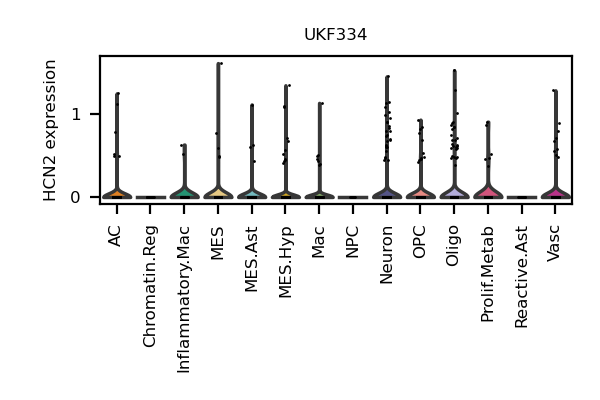 UKF334
HCN2 expression
1
0
AC
Chromatin.Reg
Inflammatory.Mac
MES
MES.Ast
MES.Hyp
Mac
NPC
Neuron
OPC
Oligo
Prolif.Metab
Reactive.Ast
Vasc